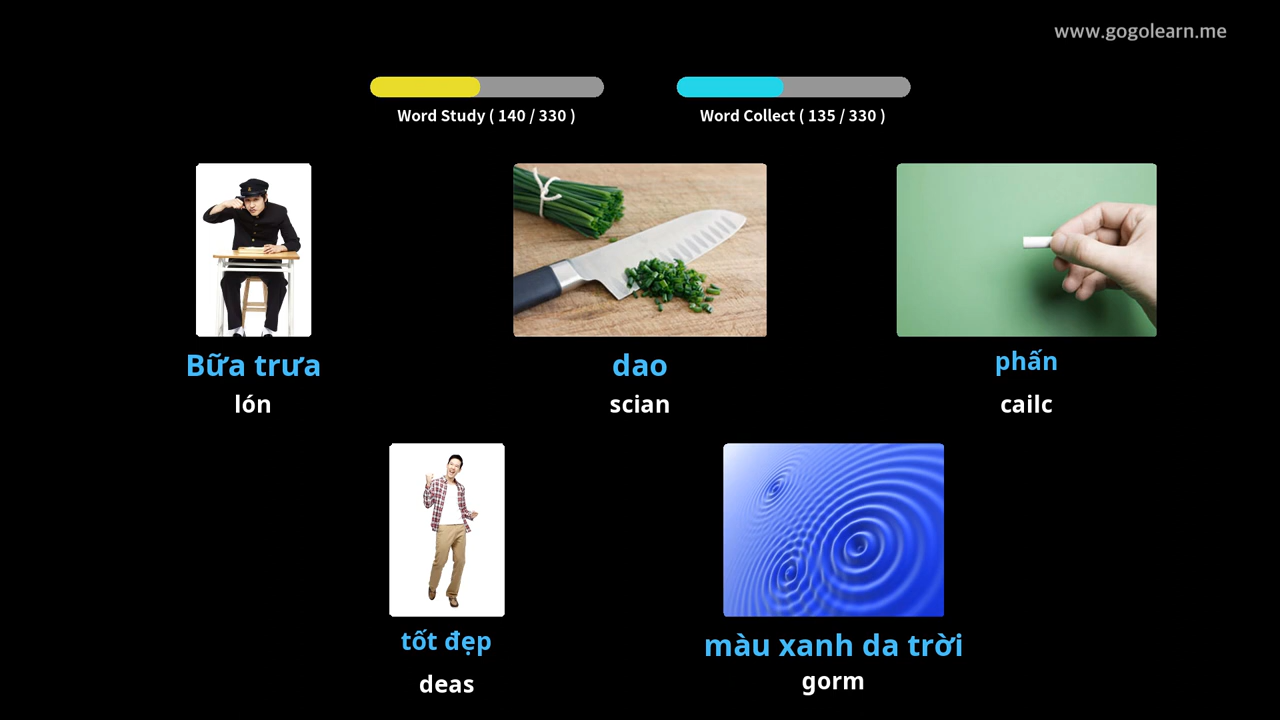 www.gogolearn.me
Word Study ( 140 / 330 )
Word Collect ( 135 / 330 )
Bữa trưa
lón
dao
scian
phấn
cailc
tốt đẹp
deas
màu xanh da trời
gorm